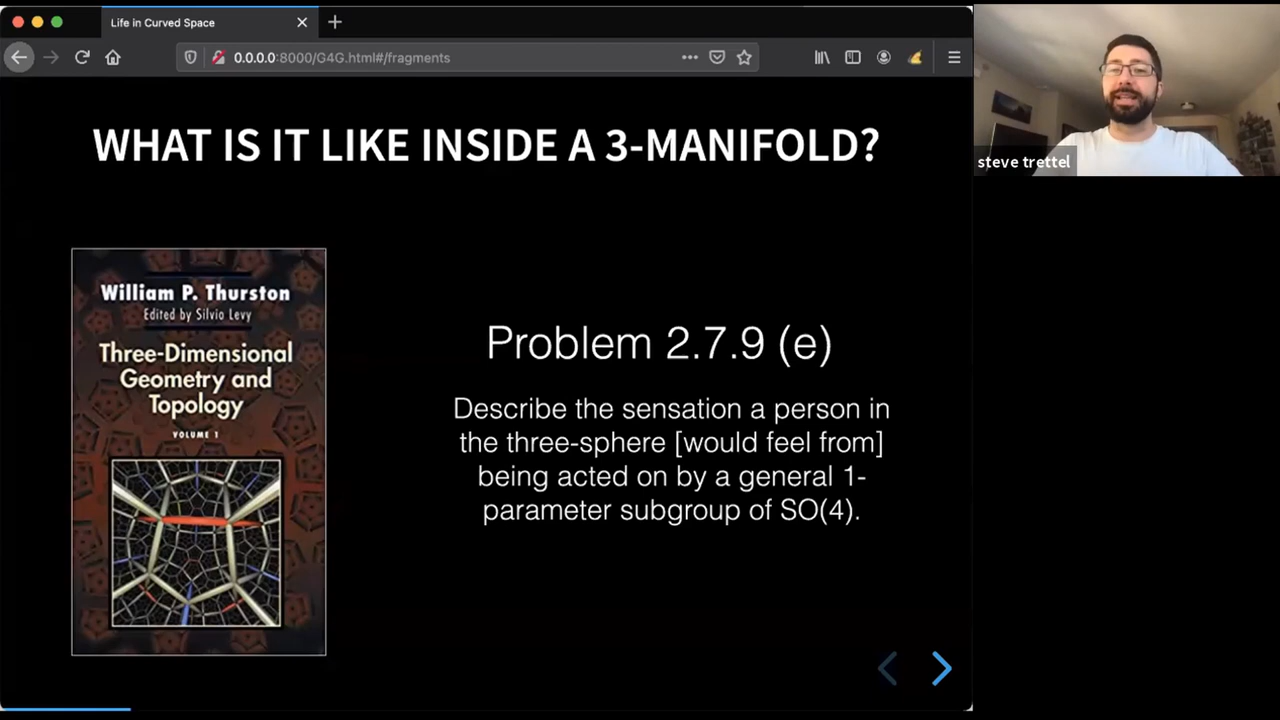 Life in Curved Space
0.0.0.0:8000/G4G.html#/fragments
WHAT IS IT LIKE INSIDE A 3-MANIFOLD?
William P. Thurston
Edited by Silvio Levy
Three-Dimensional
Geometry and
Topology
VOLUME 1
Problem 2.7.9 (e)
Describe the sensation a person in
the three-sphere [would feel from]
being acted on by a general 1-
parameter subgroup of SO(4).
steve trettel